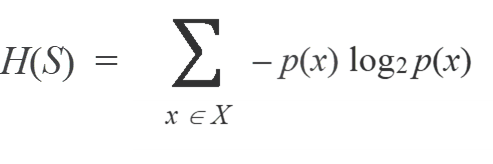 H(S) = ∑ – p(x) log₂ p(x)
x ∈ X